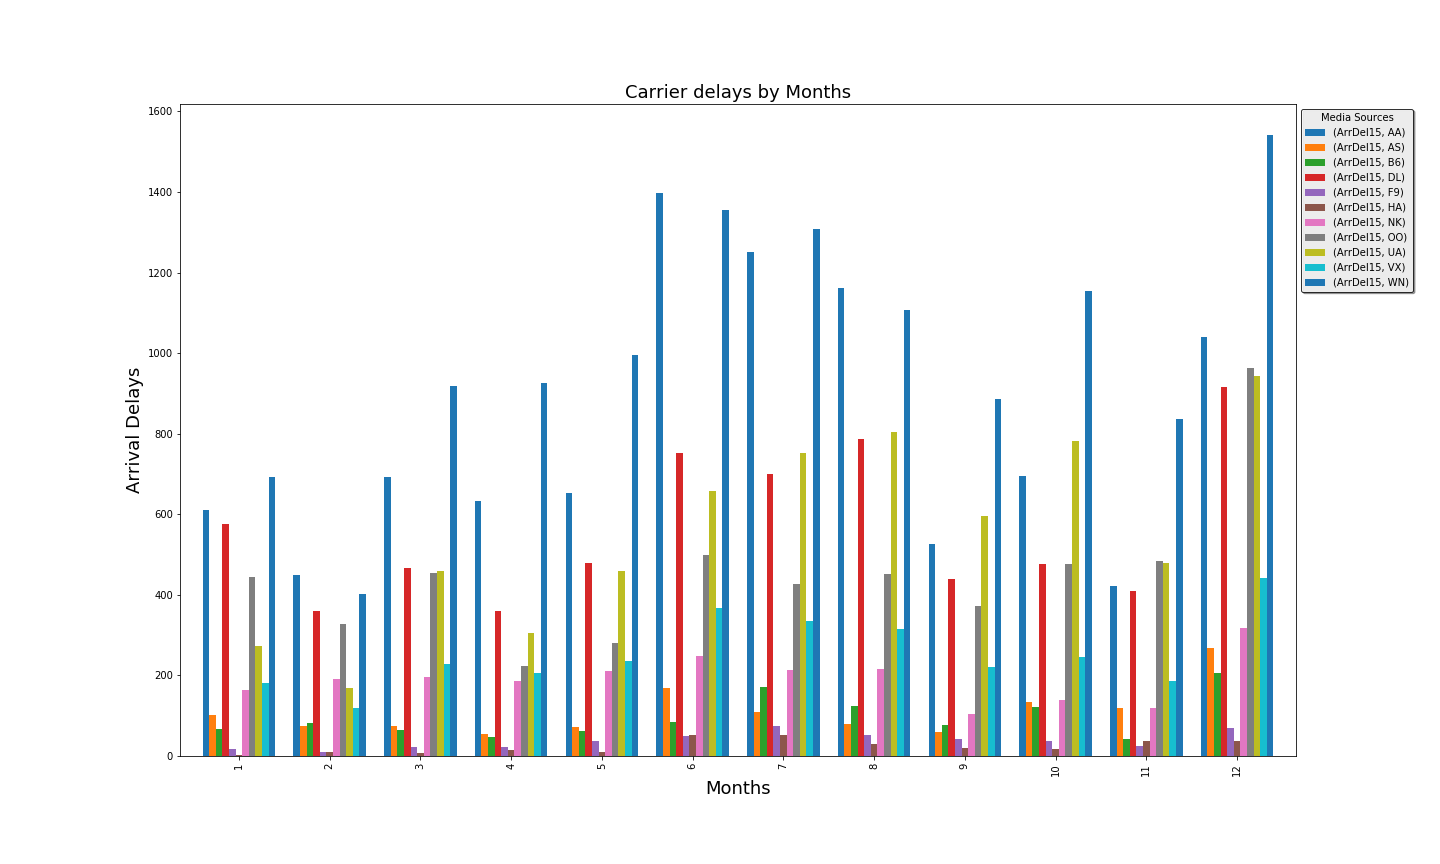 Carrier delays by Months
1600
1400
1200
1000
800
600
400
200
0
Arrival Delays
1 2 3 4 5 6 7 8 9 10 11 12
Months
Media Sources
(ArrDel15, AA)
(ArrDel15, AS)
(ArrDel15, B6)
(ArrDel15, DL)
(ArrDel15, F9)
(ArrDel15, HA)
(ArrDel15, NK)
(ArrDel15, OO)
(ArrDel15, UA)
(ArrDel15, VX)
(ArrDel15, WN)